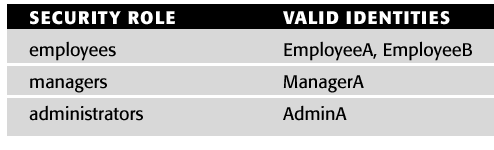 SECURITY ROLE VALID IDENTITIES
employees EmployeeA, EmployeeB
managers ManagerA
administrators AdminA